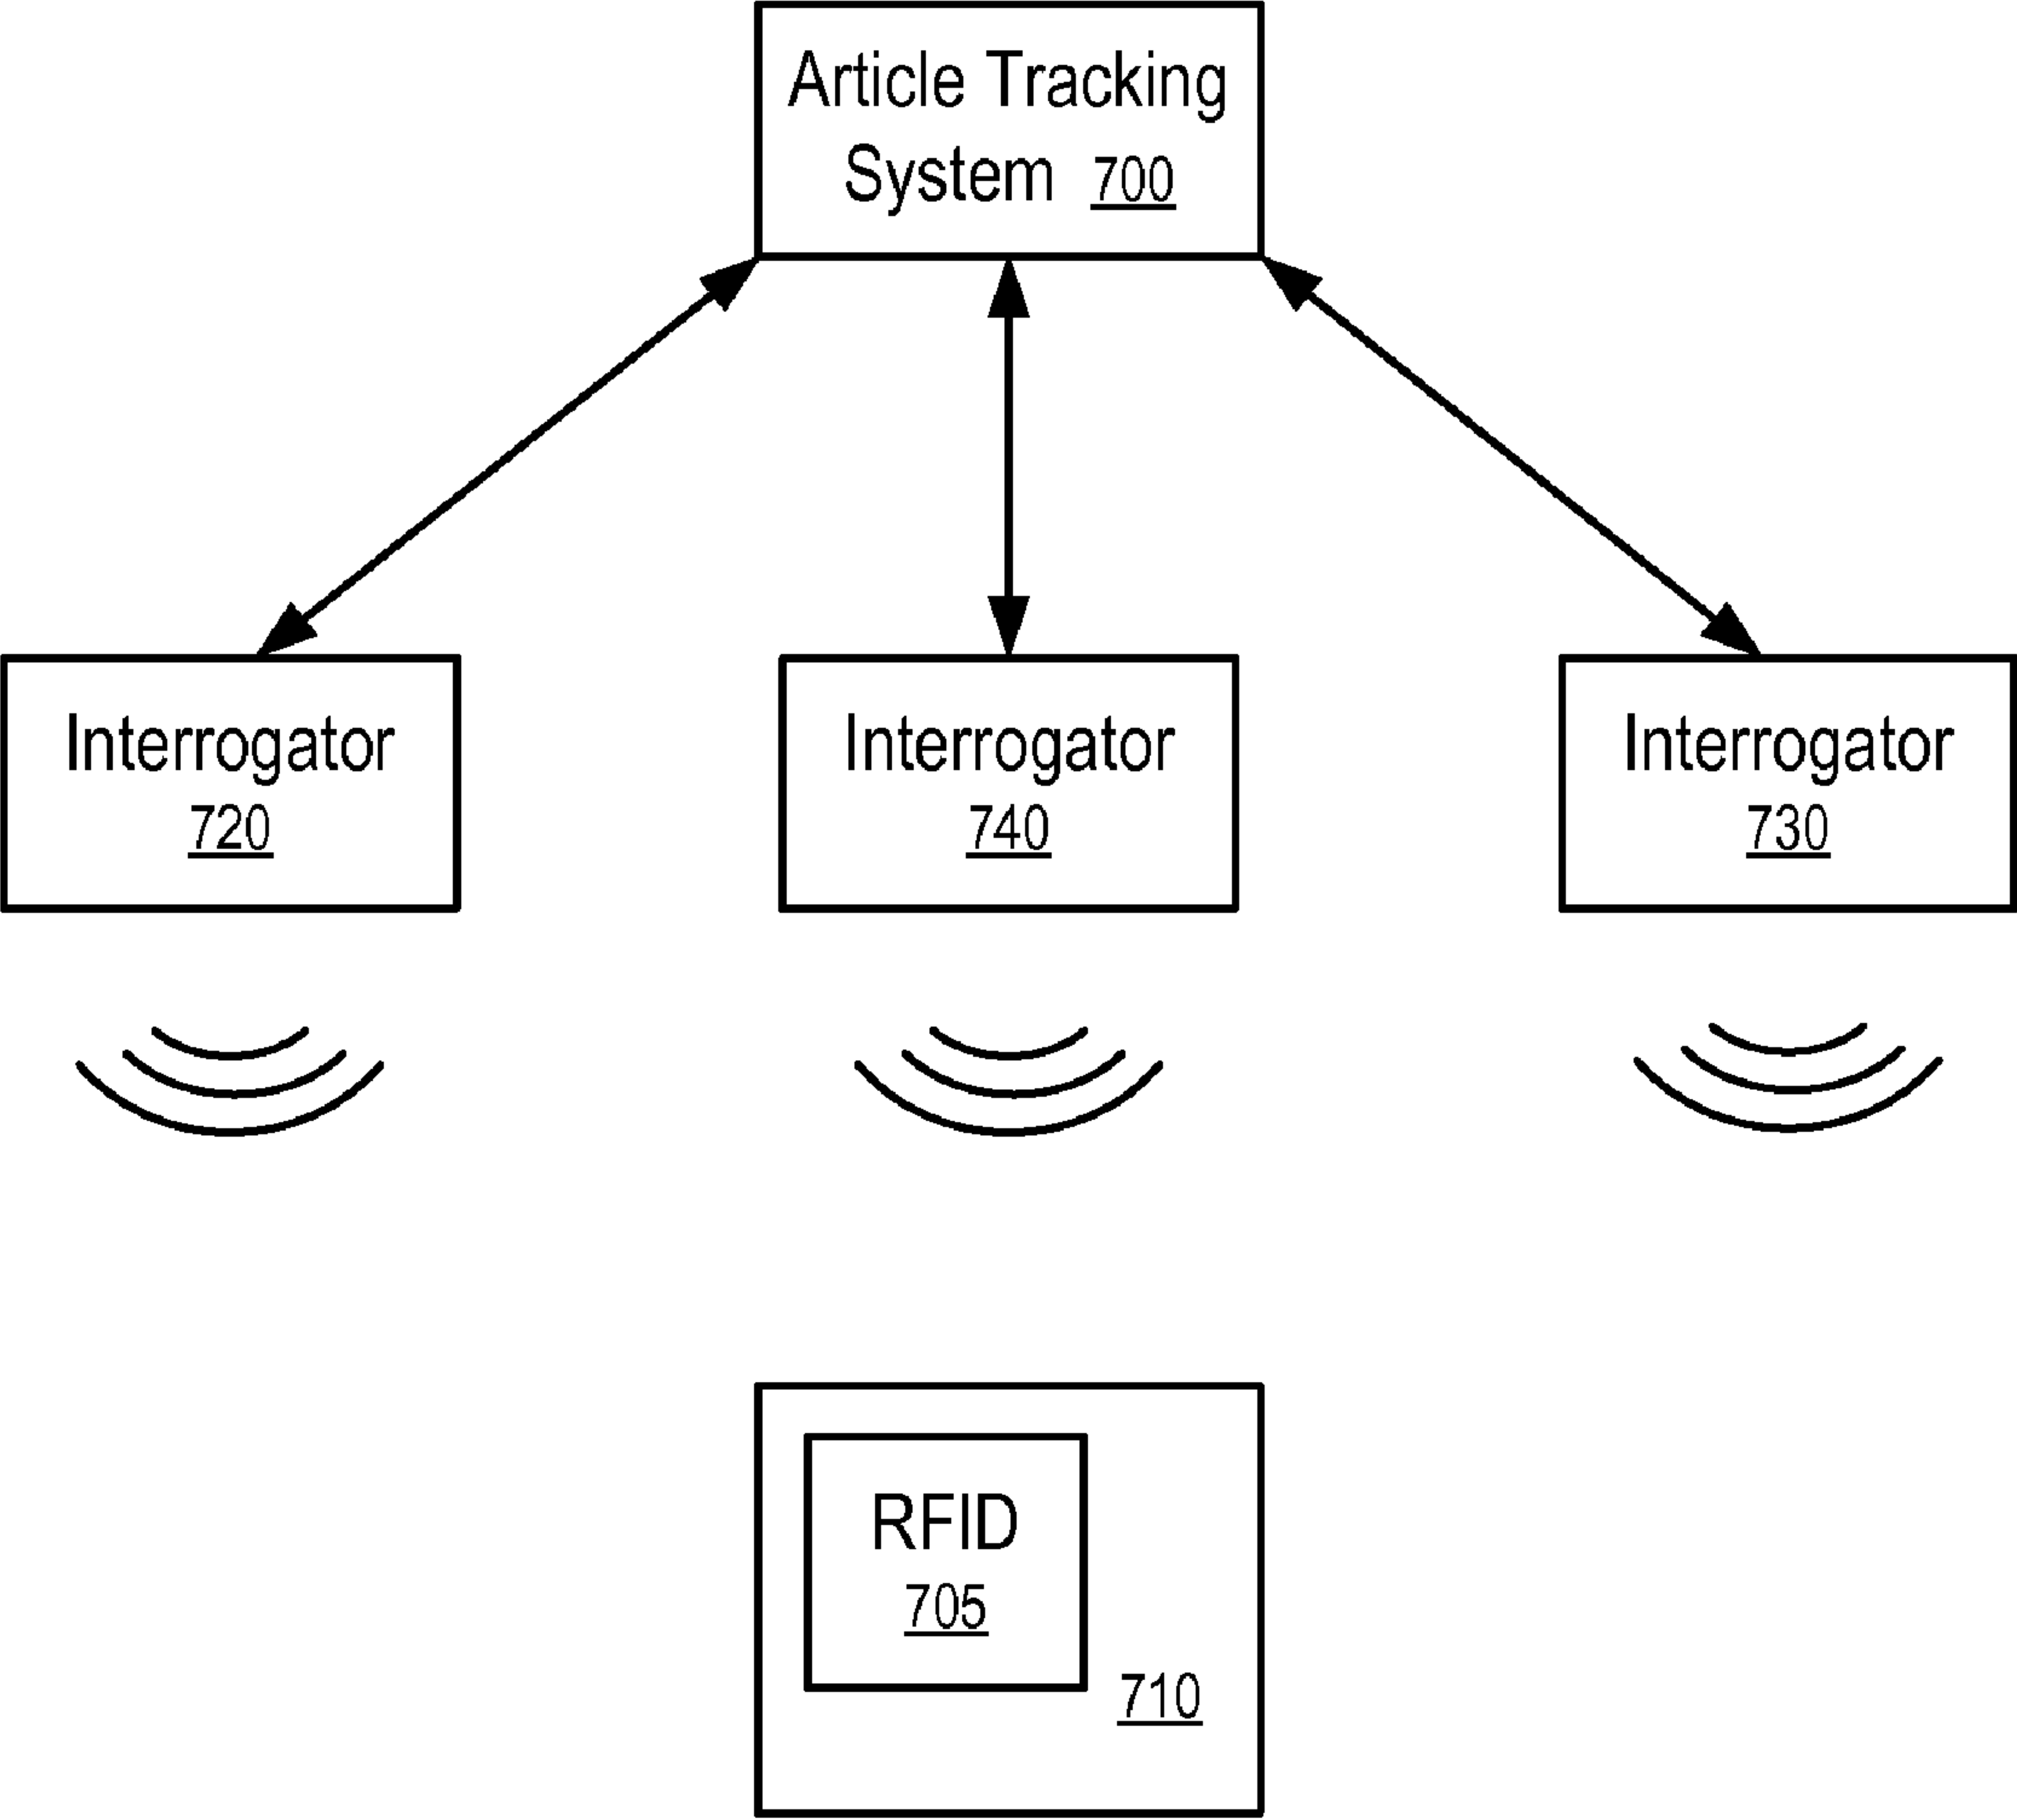 Article Tracking
System 700
Interrogator
720
Interrogator
740
Interrogator
730
RFID
705
710